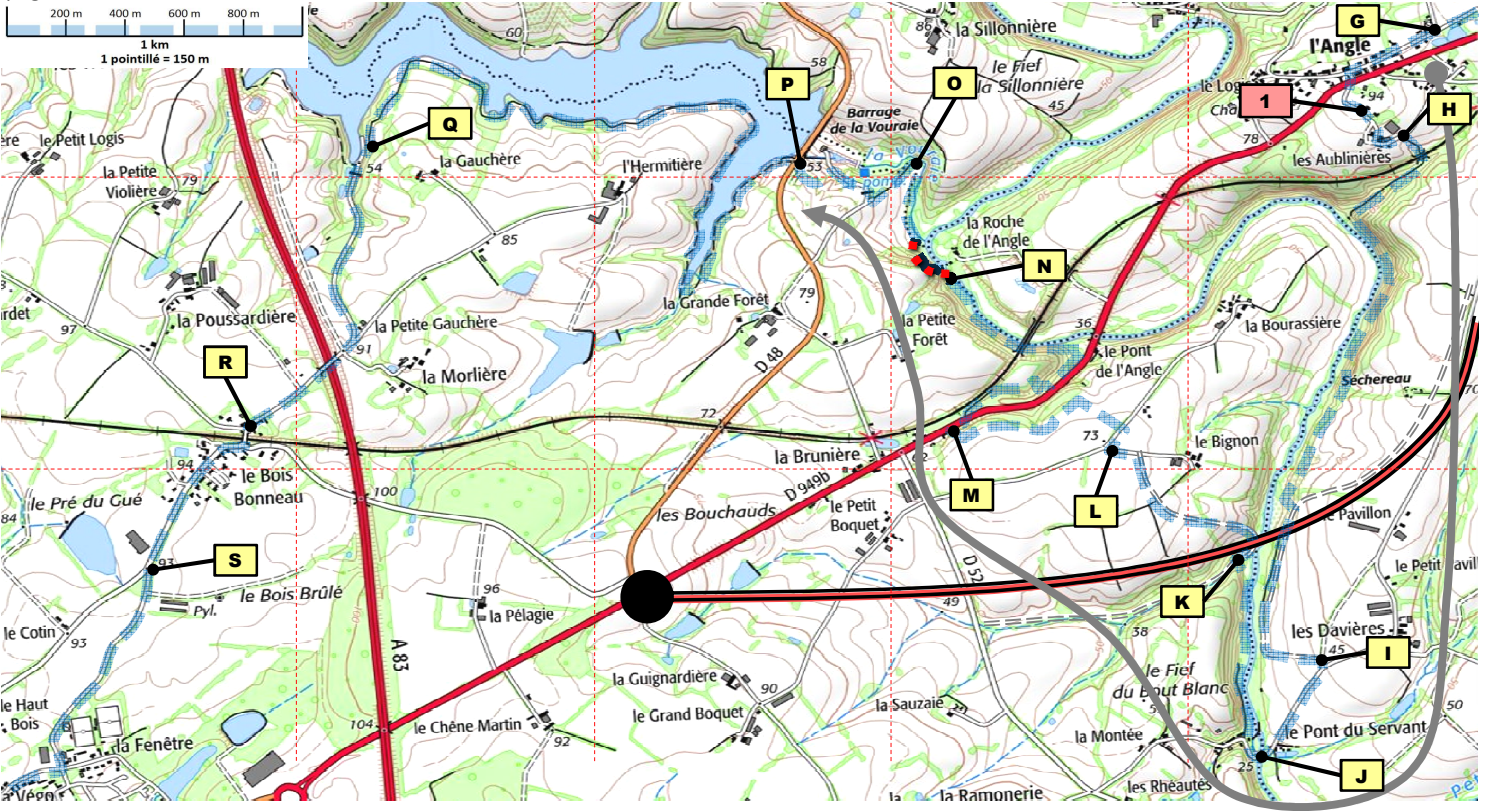 200 m 400 m 600 m 800 m
1 km
1 pointillé = 150 m
60
58
86
la Sillonnière
le Fief
la Sillonnière
45
G
l'Angle
P
O
Barrage
de la Vouraie
1
94
H
78
les Aublinières
le Petit Logis
la Petite
Violière
79
Q
54
la Gauchère
l'Hermitière
53
la Roche
de l'Angle
N
85
la Grande Forêt
79
97
la Poussardière
la Petite Gauchère
91
la Petite
Forêt
36
le Pont
de l'Angle
la Bourassière
R
la Morlière
D 48
Séchereau
70
72
73
le Bignon
la Brunière
94
le Bois
Bonneau
100
D 949b
M
L
le Pré du Gué
84
les Bouchauds
le Petit
Boquet
le Pavillon
S
93
D 52
le Bois Brûlé
Pyl.
96
la Pélagie
49
K
38
le Cotin
93
A 83
les Davières
45
I
la Guignardière
90
le Fief
du Bout Blanc
le Haut
Bois
le Grand Boquet
la Sauzaie
50
104
le Chêne Martin
92
la Fenêtre
la Montée
le Pont du Servant
25
J
les Rhéautés
la Ramonerie